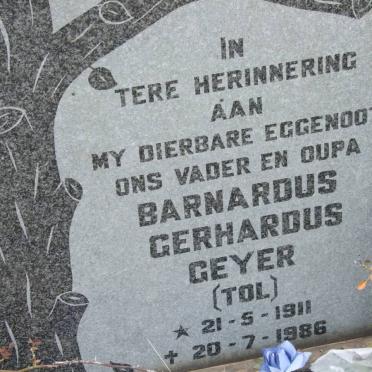 IN
TERE HERINNERING
AAN
MY DIERBARE EGGENOOT
ONS VADER EN OUPA
BARNARDUS
GERHARDUS
GEYER
(TOL)
* 21-5-1911
+ 20-7-1986